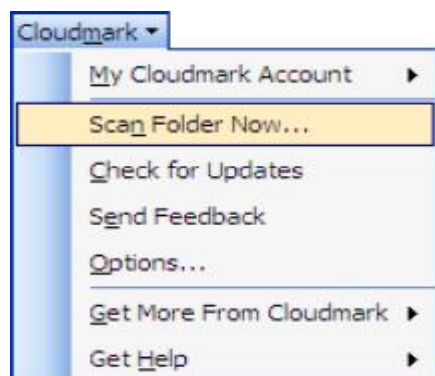 Cloudmark
My Cloudmark Account
Scan Folder Now...
Check for Updates
Send Feedback
Options...
Get More From Cloudmark
Get Help